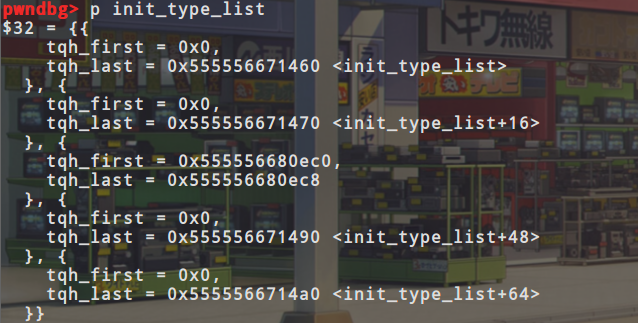 pwndbg> p init_type_list
$32 = {{
    tqh_first = 0x0,
    tqh_last = 0x555556671460 <init_type_list>
  }, {
    tqh_first = 0x0,
    tqh_last = 0x555556671470 <init_type_list+16>
  }, {
    tqh_first = 0x555556680ec0,
    tqh_last = 0x555556680ec8
  }, {
    tqh_first = 0x0,
    tqh_last = 0x555556671490 <init_type_list+48>
  }, {
    tqh_first = 0x0,
    tqh_last = 0x5555566714a0 <init_type_list+64>
  }}
トキワ無線